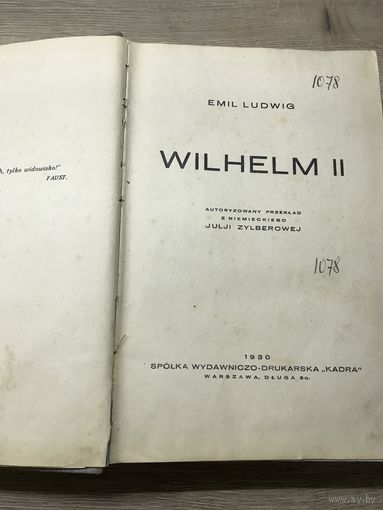 h, tylko widowisko!"
FAUST.
1078
EMIL LUDWIG
WILHELM II
AUTORYZOWANY PRZEKŁAD
Z NIEMIECKIEGO
JULJI ZYLBEROWEJ
1078
1930
SPÓŁKA WYDAWNICZO-DRUKARSKA „KADRA"
WARSZAWA, DŁUGA 50.
www.ay.by